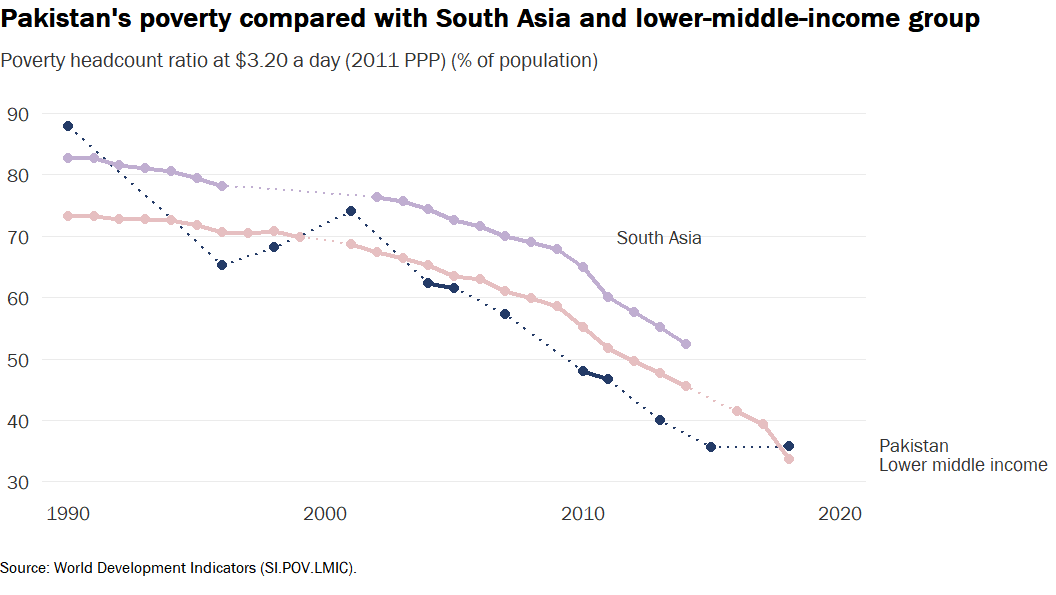 Pakistan's poverty compared with South Asia and lower-middle-income group
Poverty headcount ratio at $3.20 a day (2011 PPP) (% of population)
90
80
70
South Asia
60
50
40
Pakistan
Lower middle income
30
1990 2000 2010 2020
Source: World Development Indicators (SI.POV.LMIC).